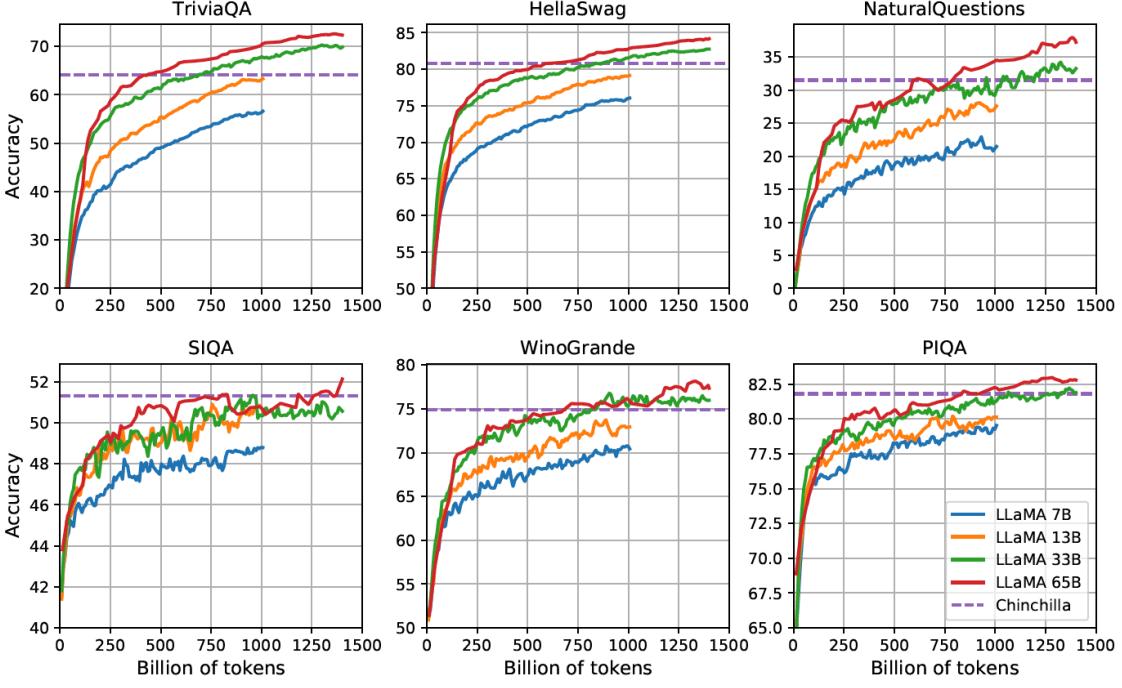 TriviaQA
HellaSwag
NaturalQuestions
Accuracy
70
60
50
40
30
20
0 250 500 750 1000 1250 1500
85
80
75
70
65
60
55
50
0 250 500 750 1000 1250 1500
35
30
25
20
15
10
5
0
0 250 500 750 1000 1250 1500
SIQA
WinoGrande
PIQA
Accuracy
52
50
48
46
44
42
40
0 250 500 750 1000 1250 1500
Billion of tokens
80
75
70
65
60
55
50
0 250 500 750 1000 1250 1500
Billion of tokens
82.5
80.0
77.5
75.0
72.5
70.0
67.5
65.0
0 250 500 750 1000 1250 1500
Billion of tokens
LLaMA 7B
LLaMA 13B
LLaMA 33B
LLaMA 65B
Chinchilla